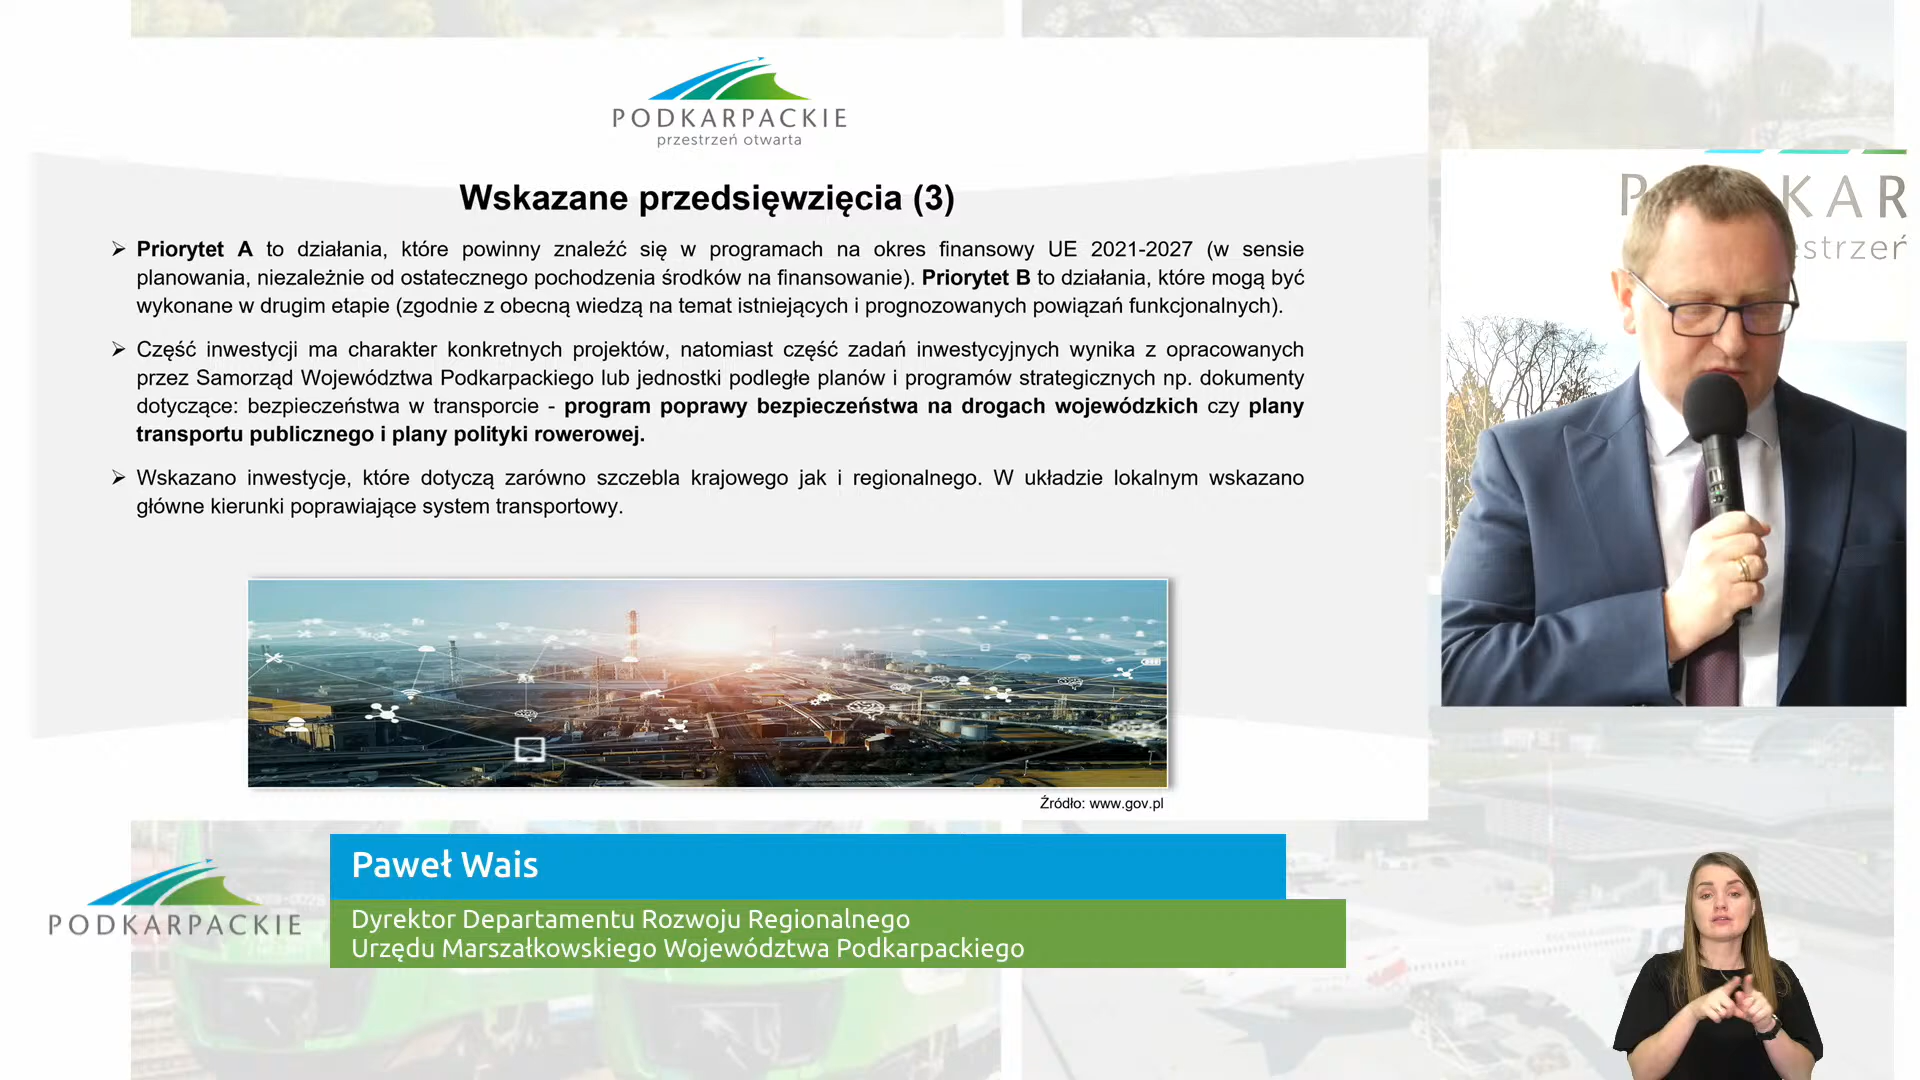 PODKARPACKIE
przestrzeń otwarta
Wskazane przedsięwzięcia (3)
➢ Priorytet A to działania, które powinny znaleźć się w programach na okres finansowy UE 2021-2027 (w sensie
planowania, niezależnie od ostatecznego pochodzenia środków na finansowanie). Priorytet B to działania, które mogą być
wykonane w drugim etapie (zgodnie z obecną wiedzą na temat istniejących i prognozowanych powiązań funkcjonalnych).
➢ Część inwestycji ma charakter konkretnych projektów, natomiast część zadań inwestycyjnych wynika z opracowanych
przez Samorząd Województwa Podkarpackiego lub jednostki podległe planów i programów strategicznych np. dokumenty
dotyczące: bezpieczeństwa w transporcie - program poprawy bezpieczeństwa na drogach wojewódzkich czy plany
transportu publicznego i plany polityki rowerowej.
➢ Wskazano inwestycje, które dotyczą zarówno szczebla krajowego jak i regionalnego. W układzie lokalnym wskazano
główne kierunki poprawiające system transportowy.
Źródło: www.gov.pl
P KAR
estrzeń
Paweł Wais
Dyrektor Departamentu Rozwoju Regionalnego
Urzędu Marszałkowskiego Województwa Podkarpackiego
PODKARPACKIE